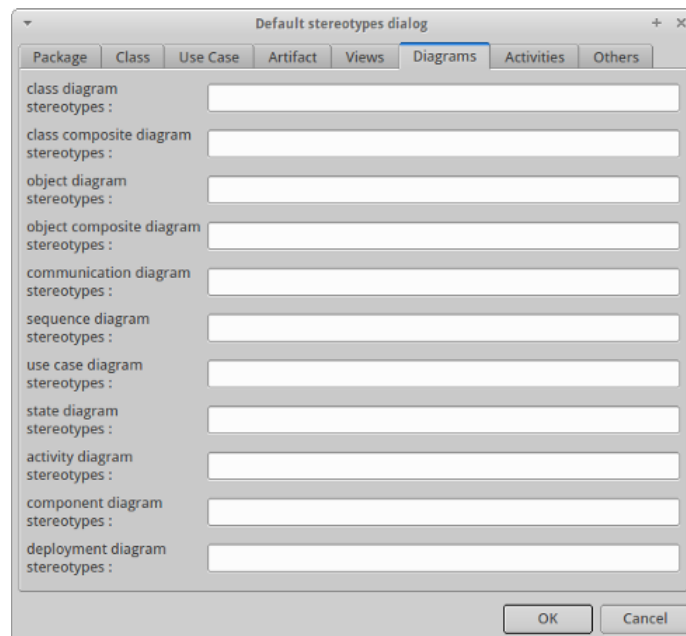 Default stereotypes dialog
Package Class Use Case Artifact Views Diagrams Activities Others
class diagram
stereotypes :
class composite diagram
stereotypes :
object diagram
stereotypes :
object composite diagram
stereotypes :
communication diagram
stereotypes :
sequence diagram
stereotypes :
use case diagram
stereotypes :
state diagram
stereotypes :
activity diagram
stereotypes :
component diagram
stereotypes :
deployment diagram
stereotypes :
OK Cancel